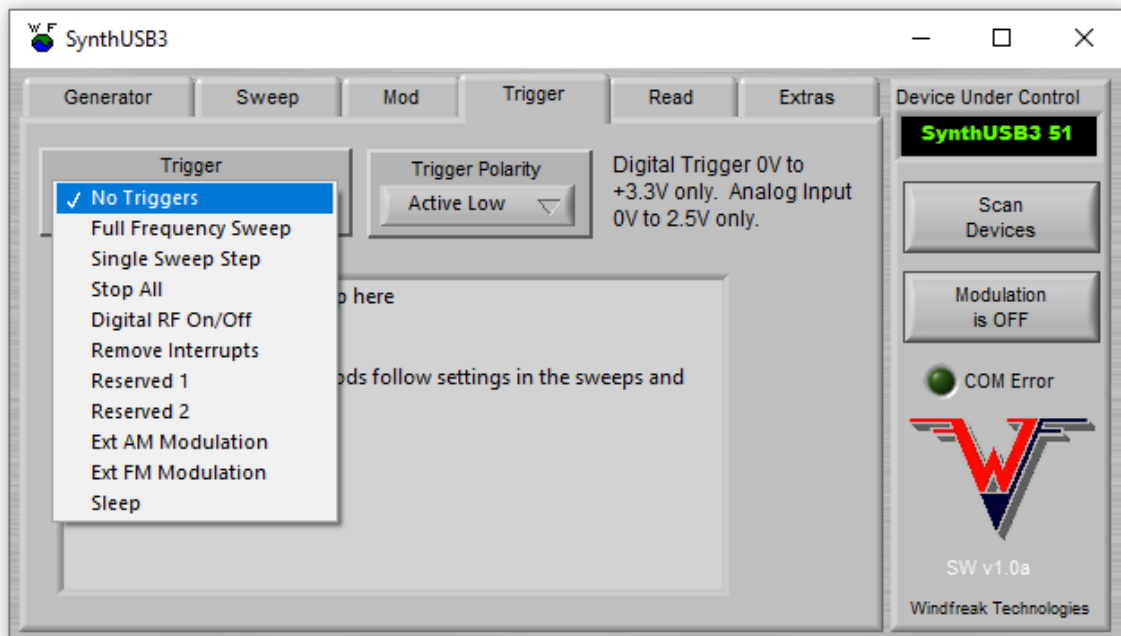 W F
SynthUSB3
Generator
Sweep
Mod
Trigger
Read
Extras
Device Under Control
SynthUSB3 51
Trigger
No Triggers
Full Frequency Sweep
Single Sweep Step
Stop All
Digital RF On/Off
Remove Interrupts
Reserved 1
Reserved 2
Ext AM Modulation
Ext FM Modulation
Sleep
Trigger Polarity
Active Low
Digital Trigger 0V to
+3.3V only. Analog Input
0V to 2.5V only.
here
follow settings in the sweeps and
Scan
Devices
Modulation
is OFF
COM Error
W
SW v1.0a
Windfreak Technologies